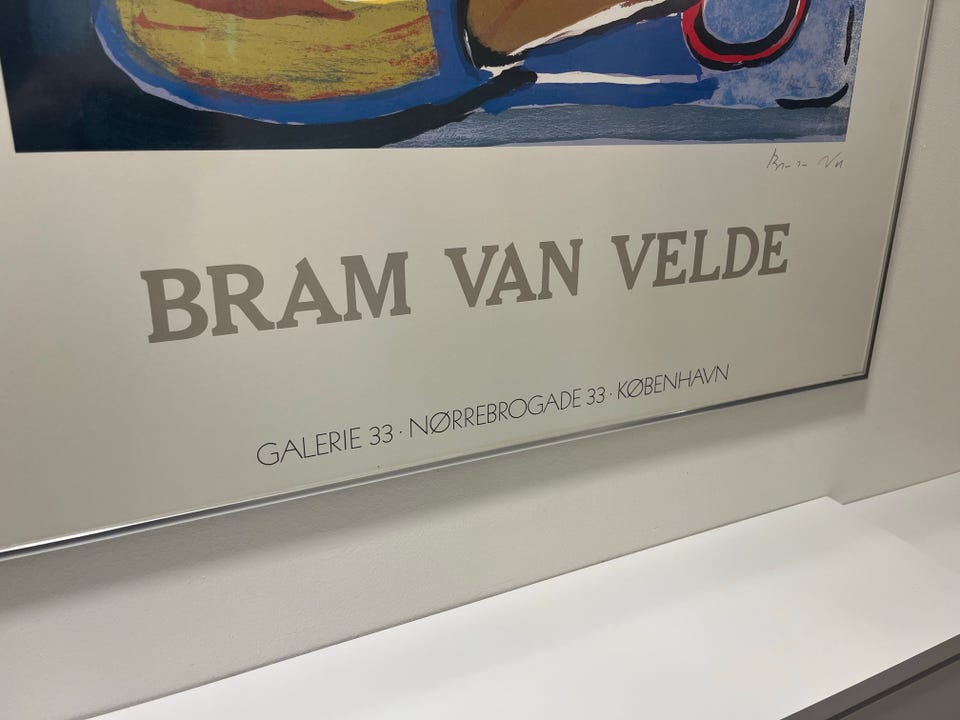 BRAM VAN VELDE
GALERIE 33 · NØRREBROGADE 33 · KØBENHAVN